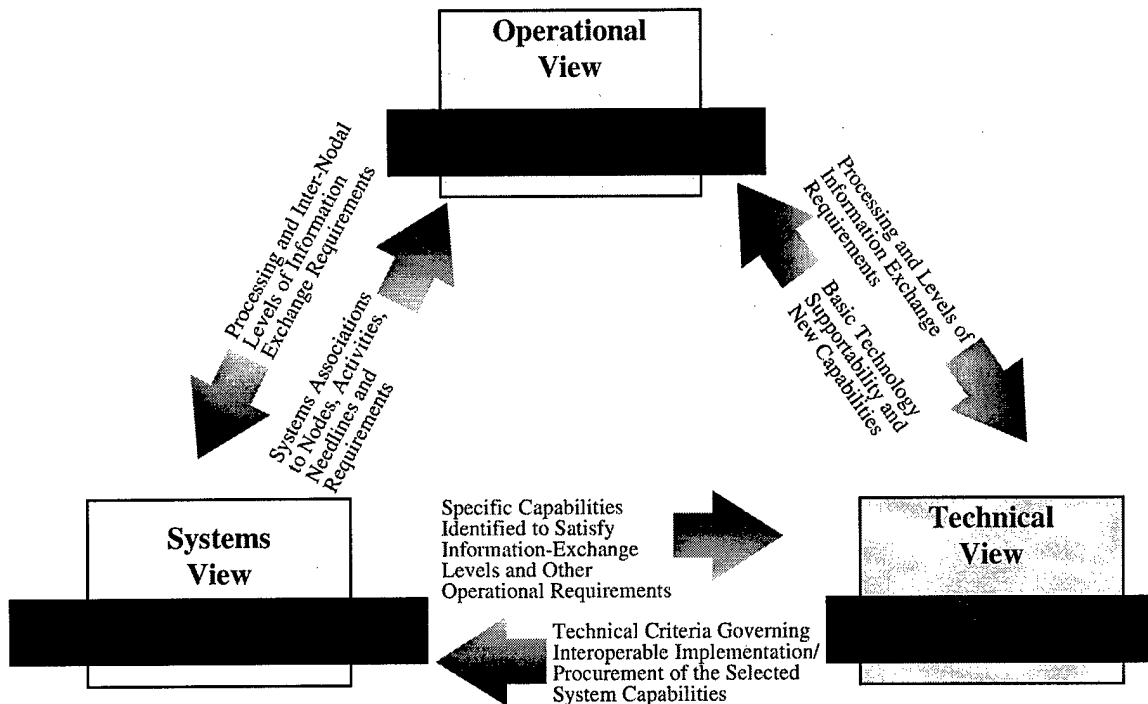 Operational
View
Processing and Inter-Nodal
Levels of Information
Exchange Requirements
Systems Associations
to Nodes, Activities,
Needlines and
Requirements
Processing and Levels of
Information Exchange
Requirements
Basic Technology
Supportability and
New Capabilities
Systems
View
Specific Capabilities
Identified to Satisfy
Information-Exchange
Levels and Other
Operational Requirements
Technical Criteria Governing
Interoperable Implementation/
Procurement of the Selected
System Capabilities
Technical
View